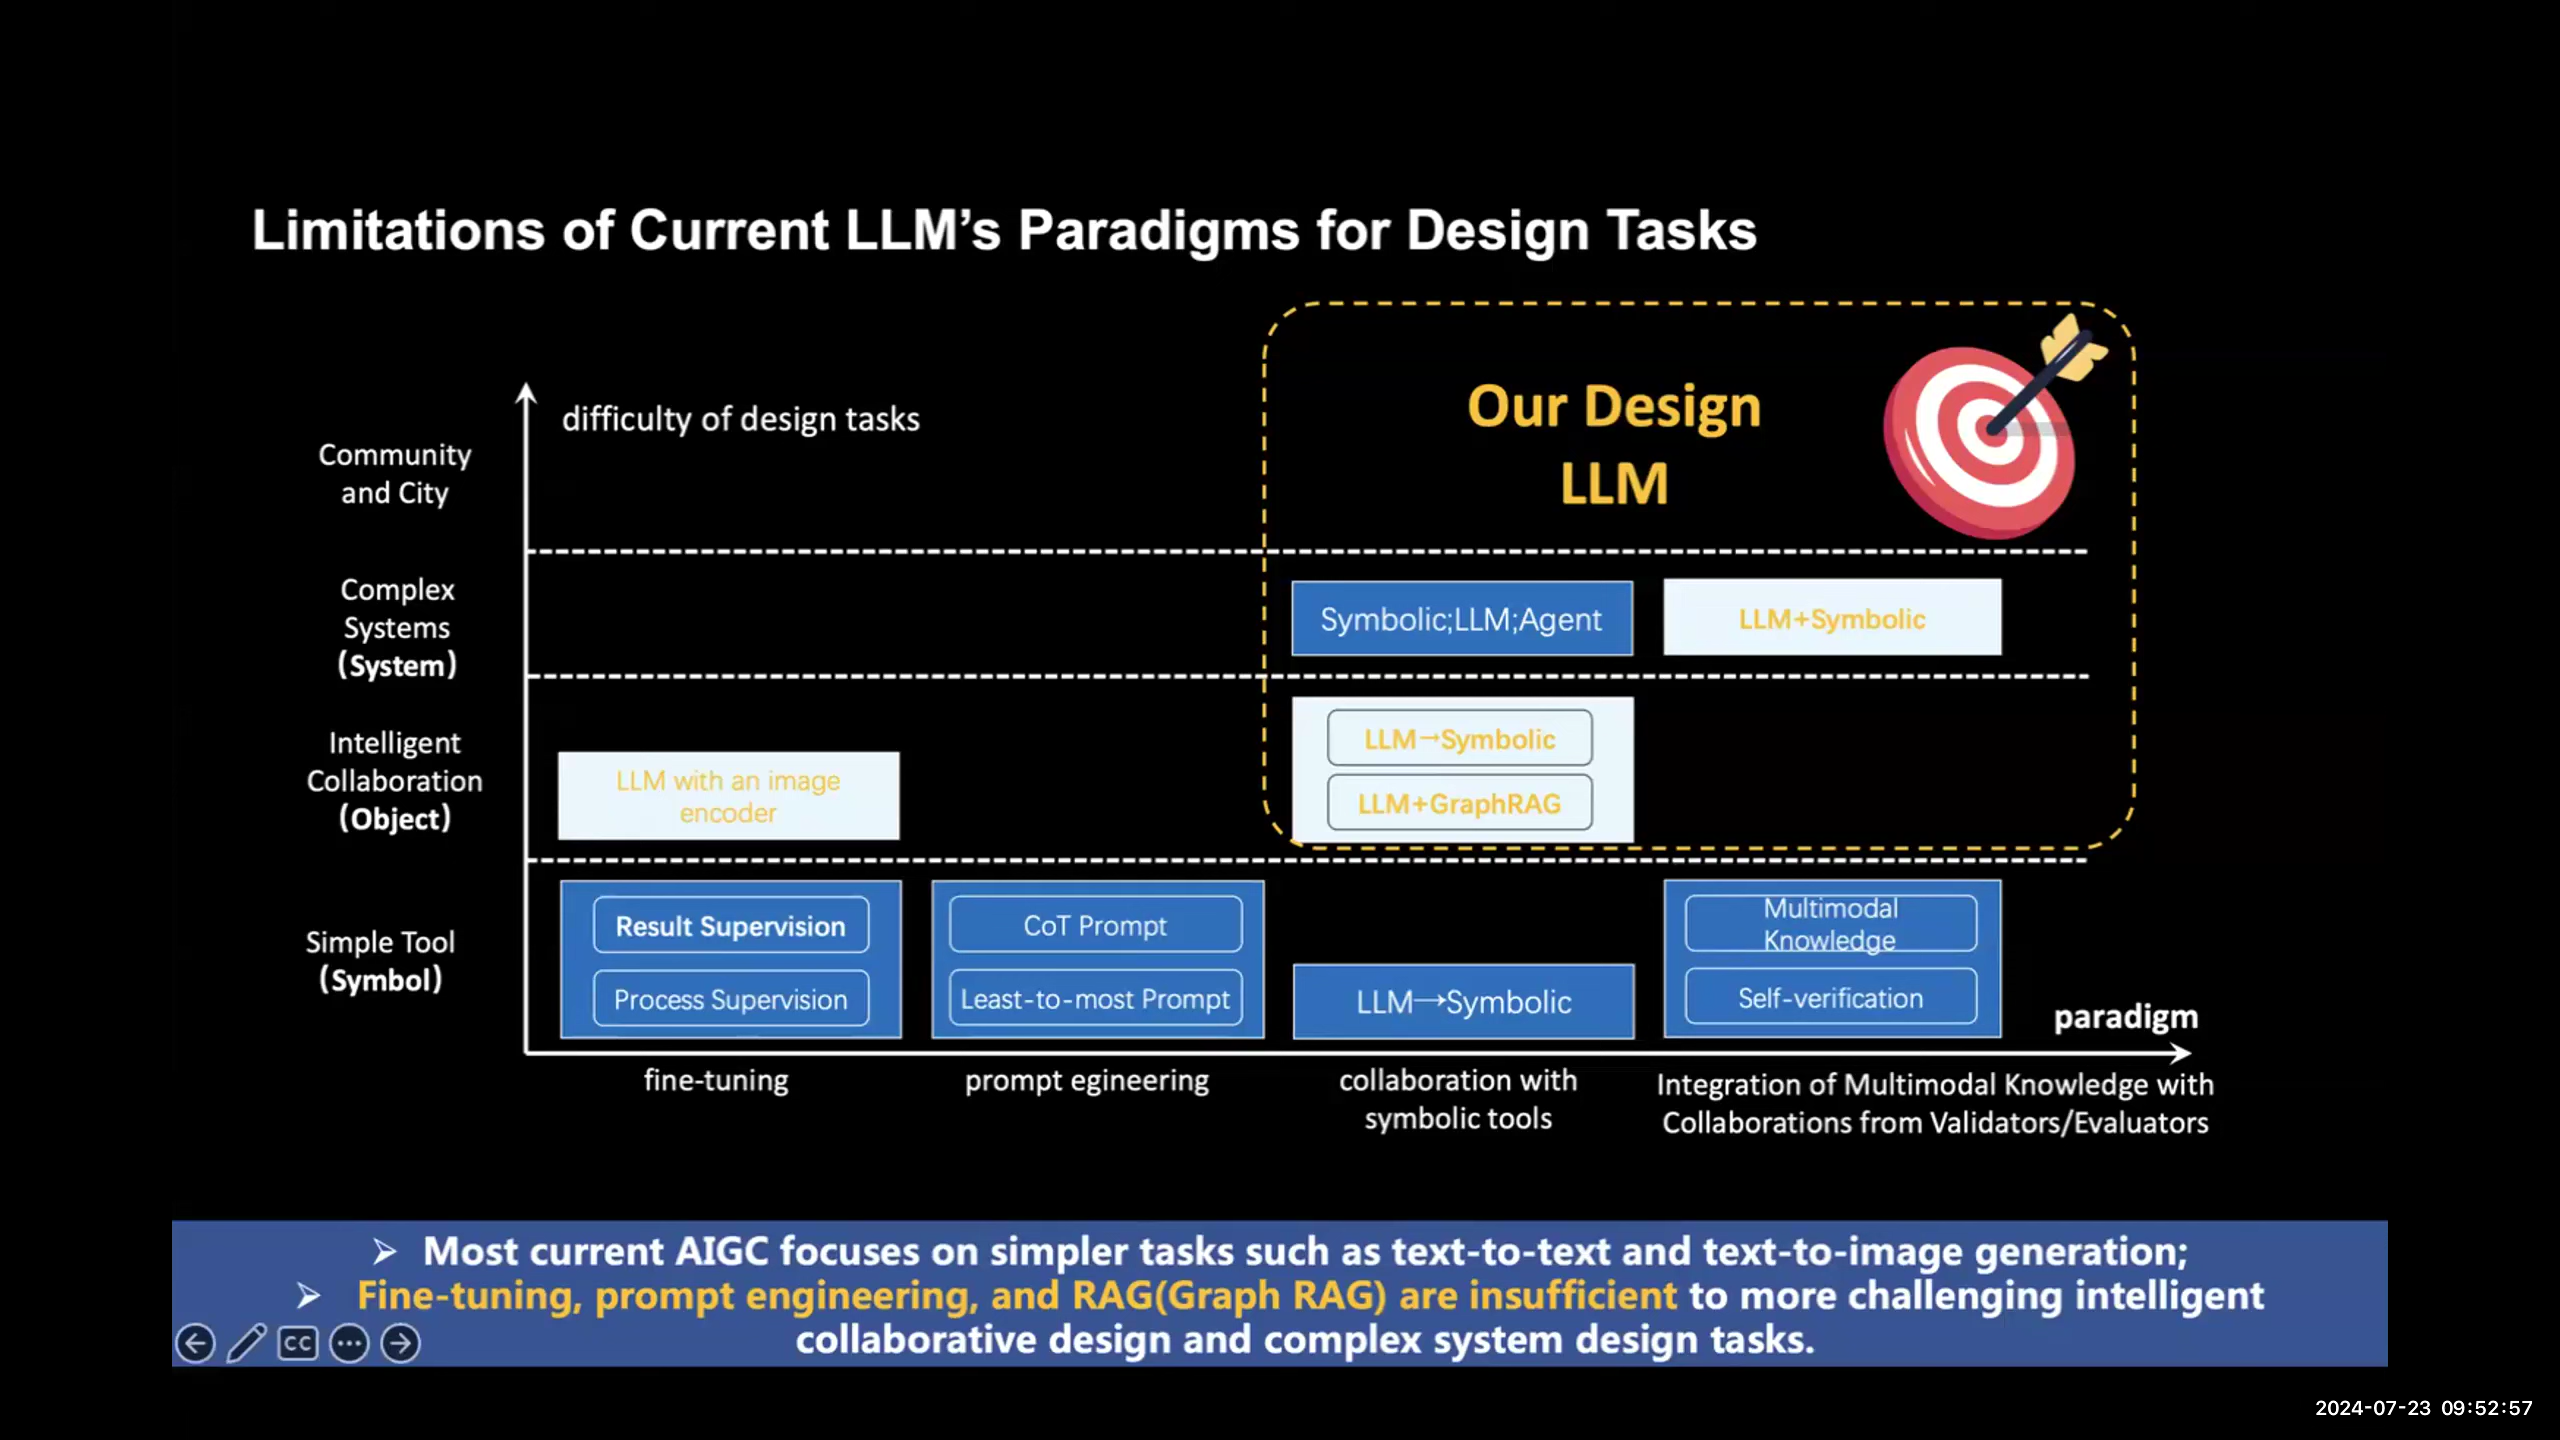 Limitations of Current LLM’s Paradigms for Design Tasks
Our Design
LLM
difficulty of design tasks
Community
and City
Complex
Systems
(System)
Symbolic;LLM;Agent
LLM+Symbolic
Intelligent
Collaboration
(Object)
LLM with an image
encoder
LLM→Symbolic
LLM+GraphRAG
Simple Tool
(Symbol)
Result Supervision
Process Supervision
CoT Prompt
Least-to-most Prompt
LLM→Symbolic
Multimodal
Knowledge
Self-verification
paradigm
fine-tuning
prompt egineering
collaboration with
symbolic tools
Integration of Multimodal Knowledge with
Collaborations from Validators/Evaluators
➢ Most current AIGC focuses on simpler tasks such as text-to-text and text-to-image generation;
➢ Fine-tuning, prompt engineering, and RAG(Graph RAG) are insufficient to more challenging intelligent
collaborative design and complex system design tasks.
CC
2024-07-23 09:52:57